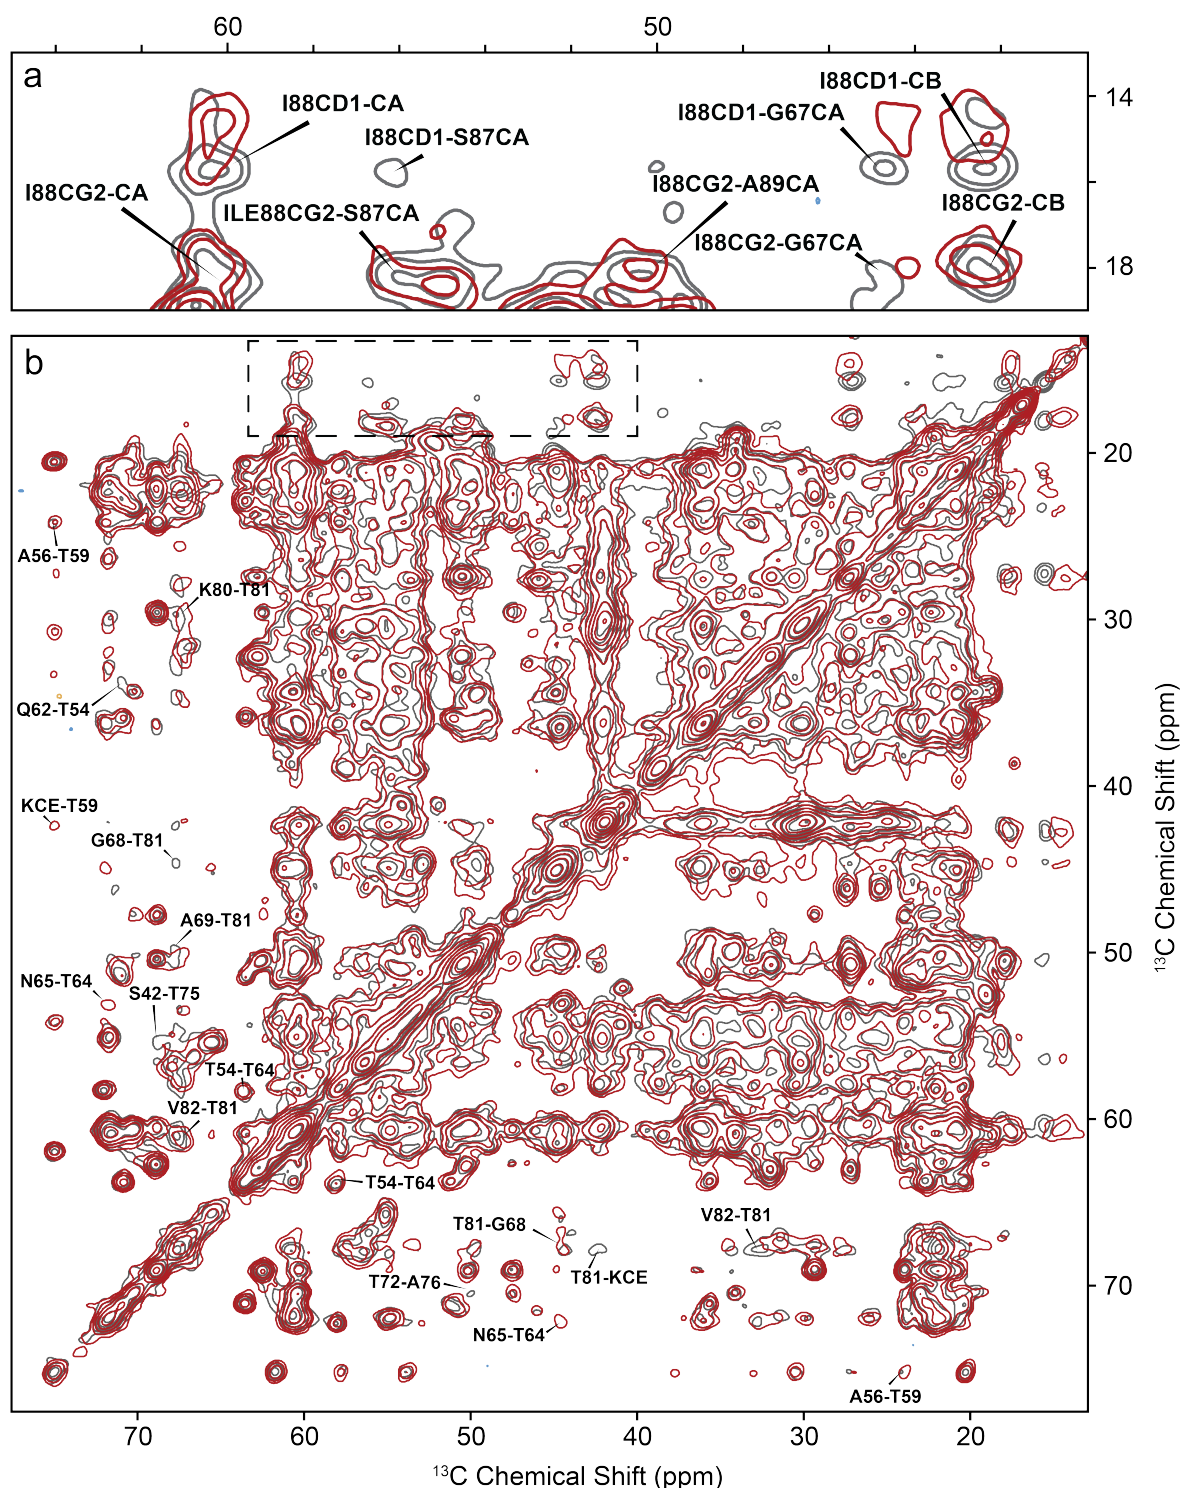 60 50
a
I88CD1-CA
I88CD1-S87CA
I88CD1-G67CA
I88CD1-CB
14
I88CG2-CA
ILE88CG2-S87CA
I88CG2-A89CA
I88CG2-G67CA
I88CG2-CB
18
b
20
A56-T59
K80-T81
30
Q62-T54
KCE-T59
G68-T81
40
A69-T81
N65-T64
S42-T75
50
T54-T64
V82-T81
60
T54-T64
T81-G68
V82-T81
T72-A76
T81-KCE
70
N65-T64
A56-T59
13C Chemical Shift (ppm)
70 60 50 40 30 20
13C Chemical Shift (ppm)